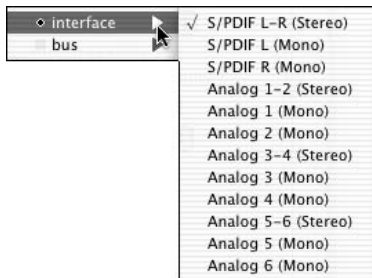 interface
bus
✓ S/PDIF L-R (Stereo)
S/PDIF L (Mono)
S/PDIF R (Mono)
Analog 1-2 (Stereo)
Analog 1 (Mono)
Analog 2 (Mono)
Analog 3-4 (Stereo)
Analog 3 (Mono)
Analog 4 (Mono)
Analog 5-6 (Stereo)
Analog 5 (Mono)
Analog 6 (Mono)